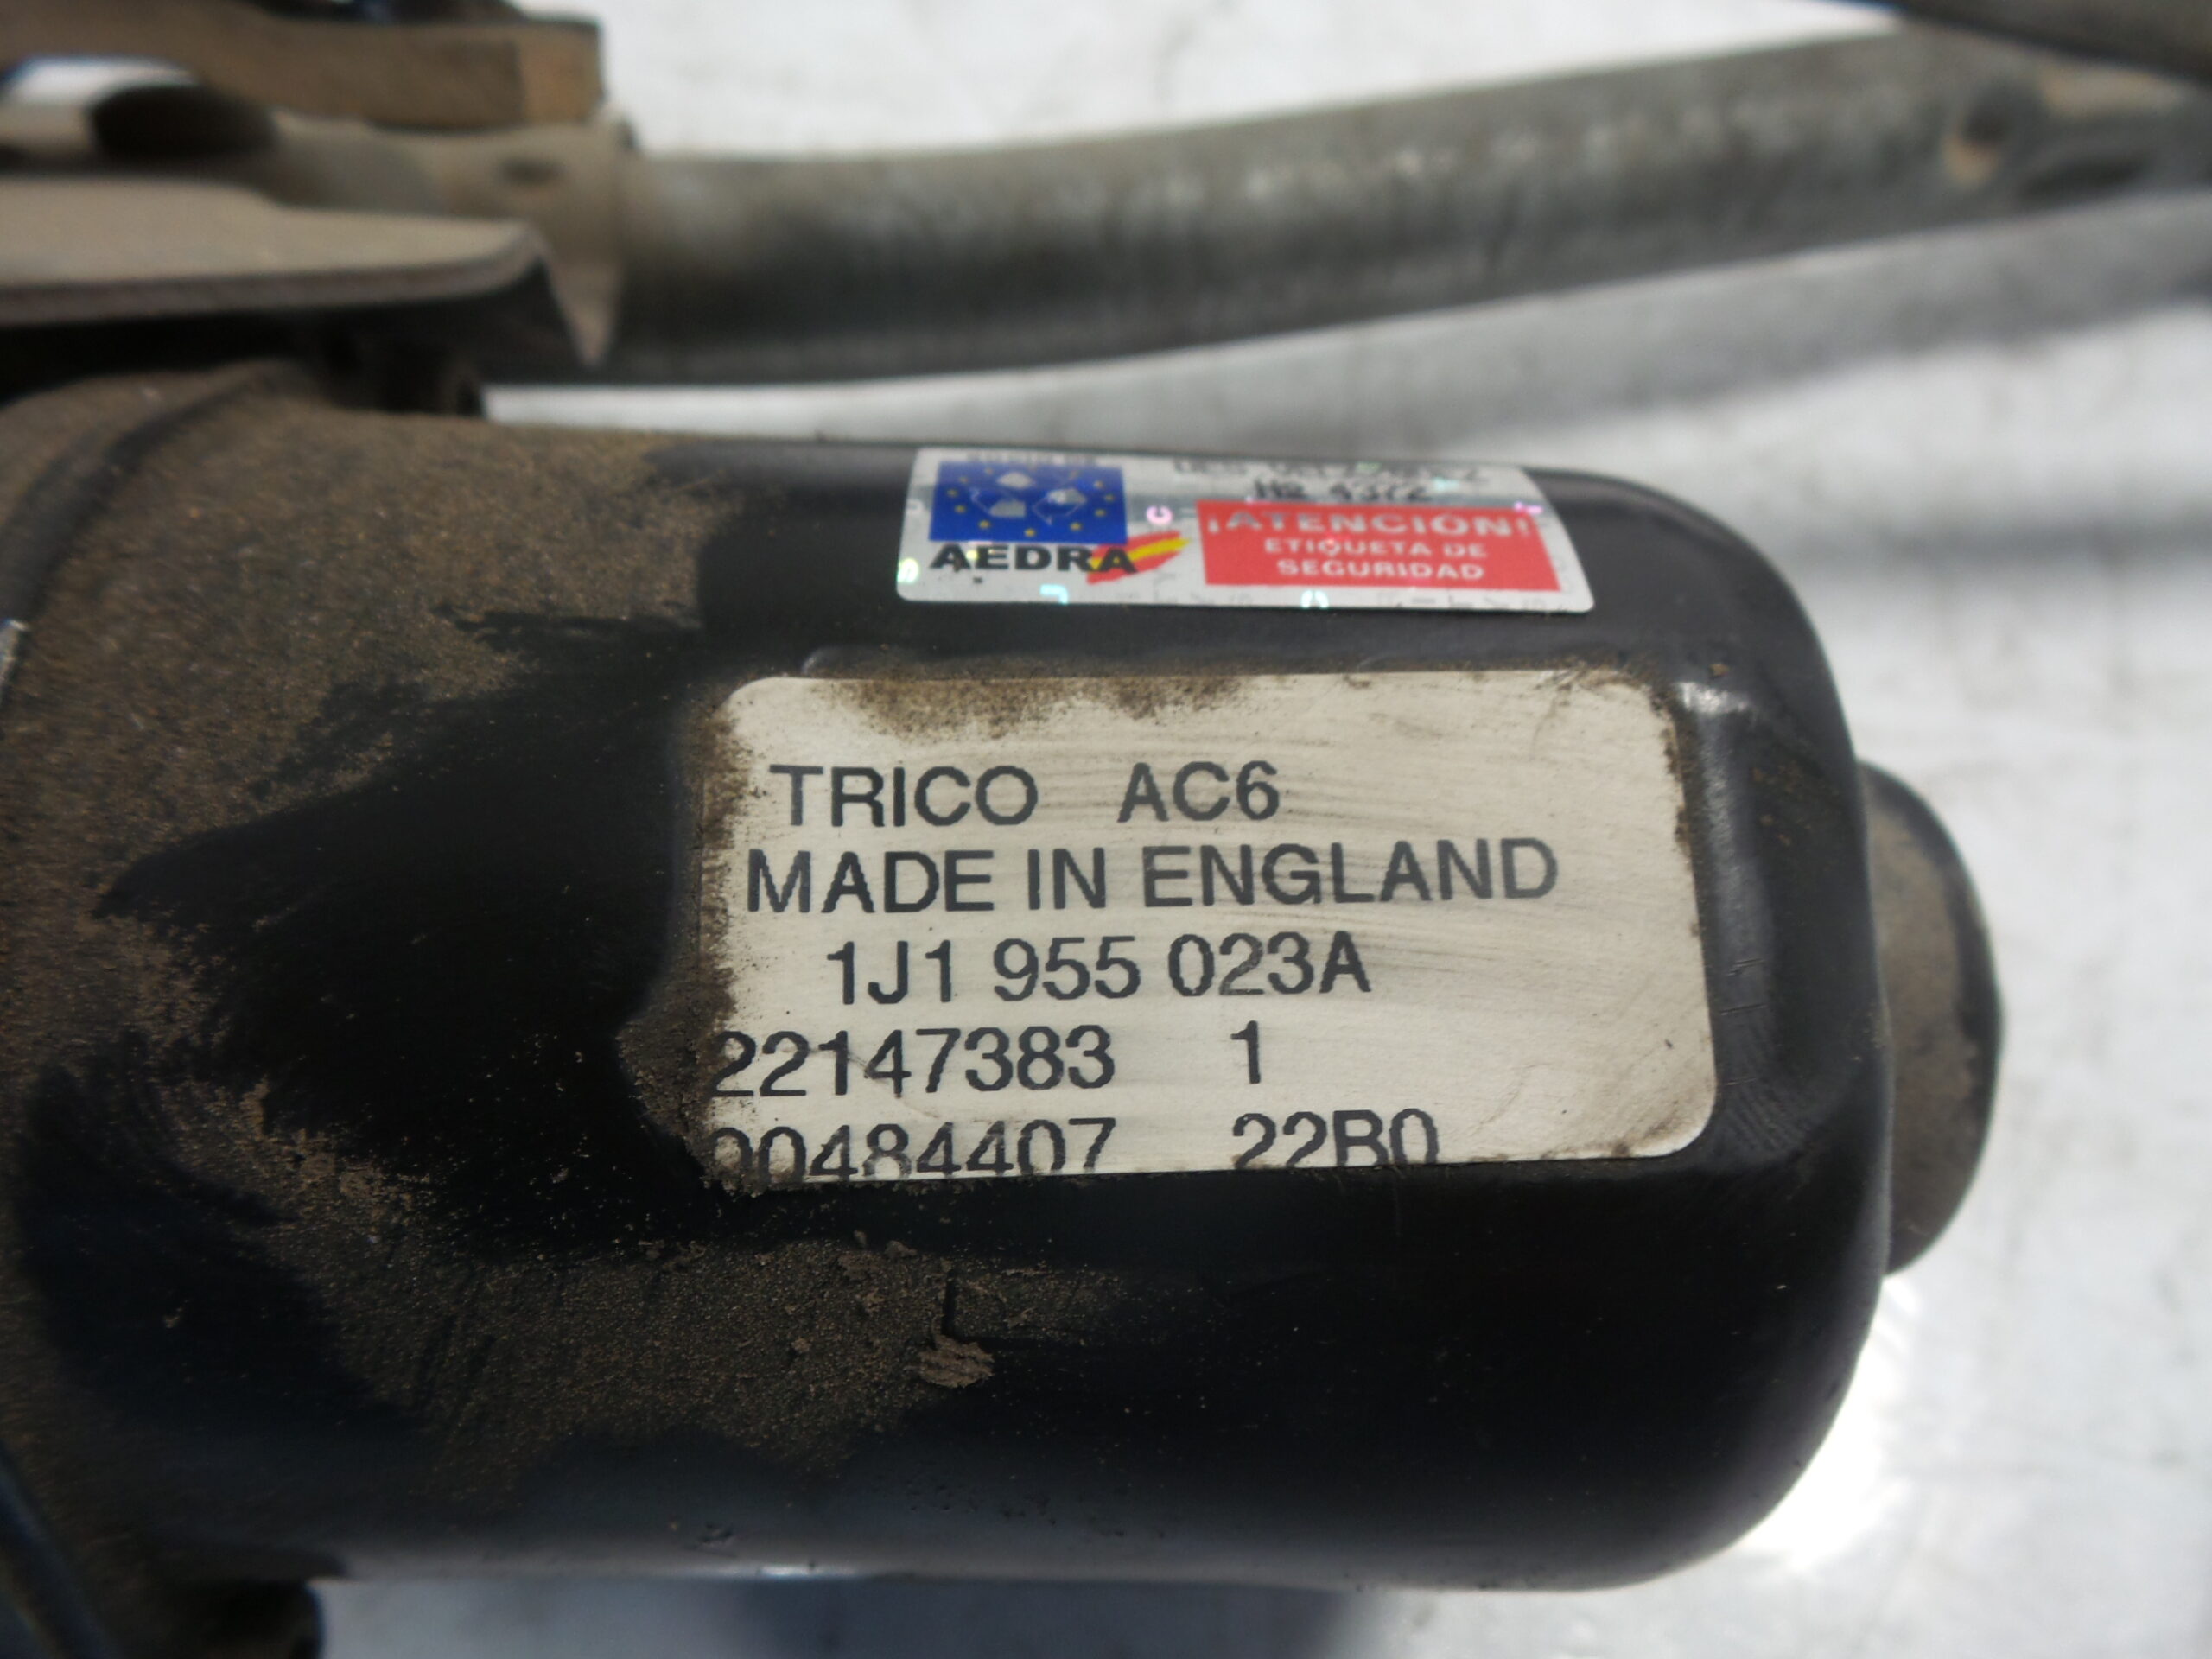 AEDRA
¡ATENCIÓN!
ETIQUETA DE
SEGURIDAD
TRICO AC6
MADE IN ENGLAND
1J1 955 023A
22147383 1
00484407 22B0